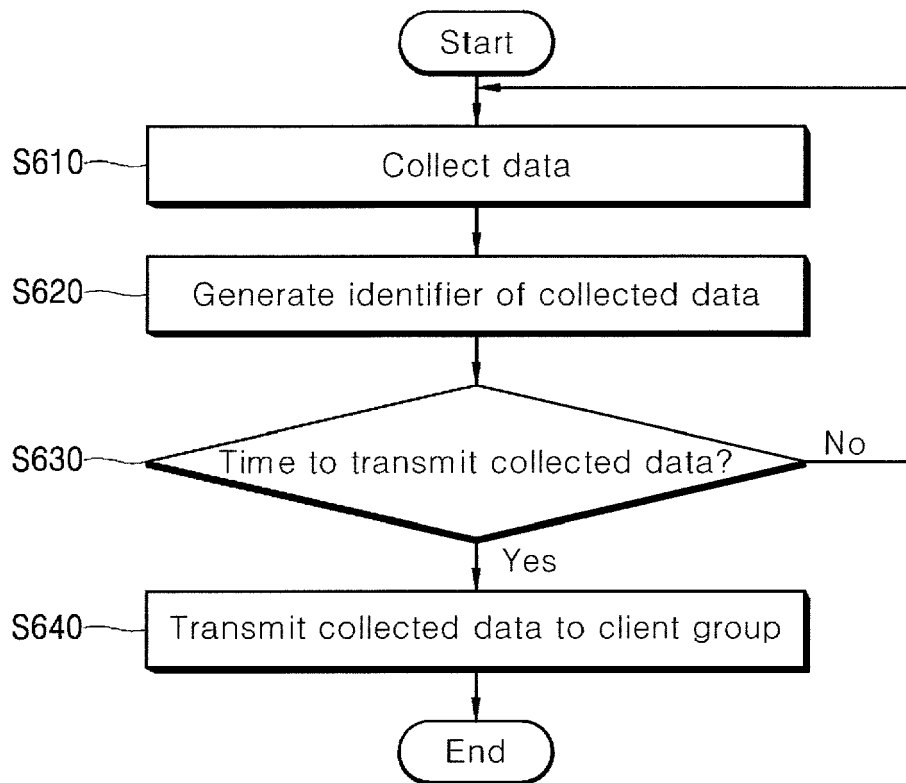 Start
S610
Collect data
S620
Generate identifier of collected data
S630
Time to transmit collected data?
No
Yes
S640
Transmit collected data to client group
End